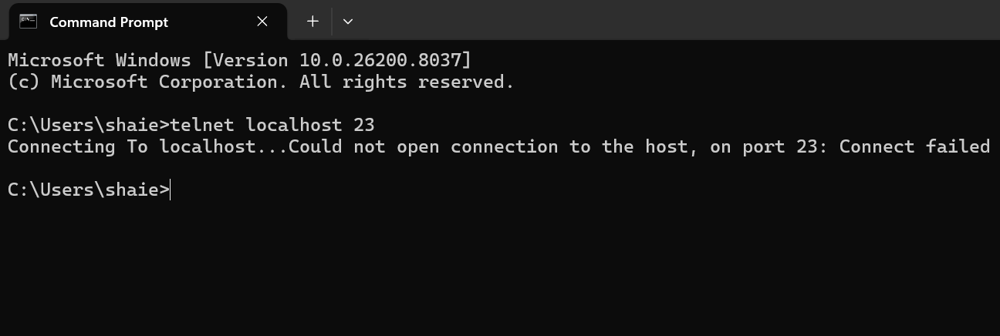 Command Prompt
Microsoft Windows [Version 10.0.26200.8037]
(c) Microsoft Corporation. All rights reserved.
C:\Users\shaie>telnet localhost 23
Connecting To localhost...Could not open connection to the host, on port 23: Connect failed
C:\Users\shaie>